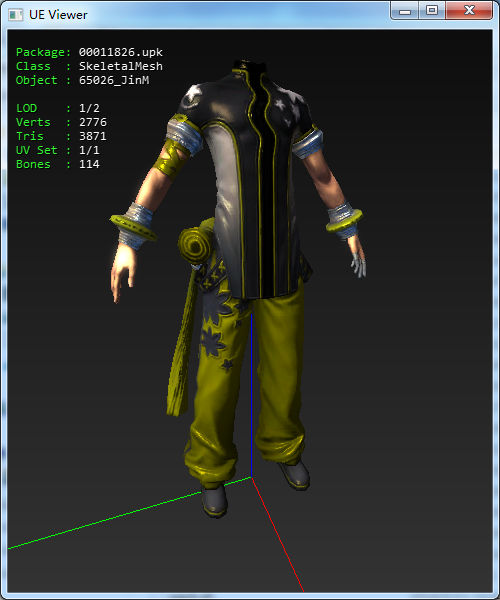 UE Viewer
Package: 00011826.upk
Class  : SkeletalMesh
Object : 65026_JinM
LOD    : 1/2
Verts  : 2776
Tris   : 3871
UV Set : 1/1
Bones  : 114